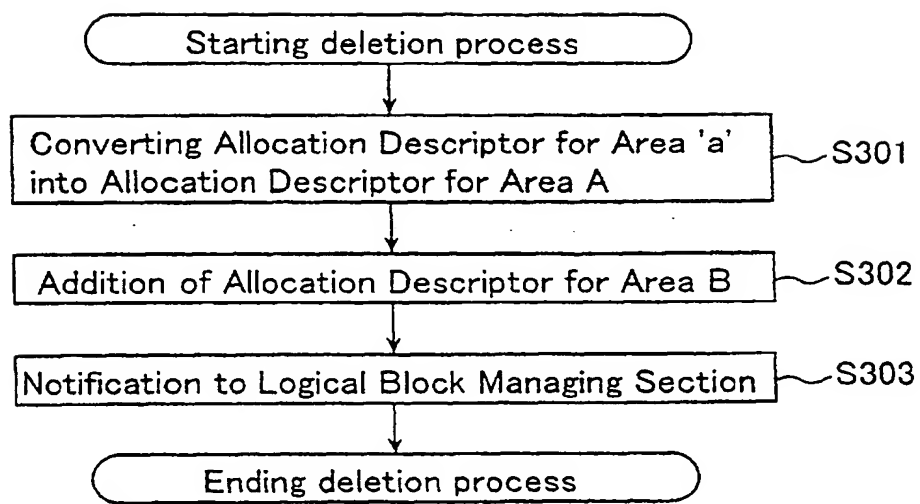 Starting deletion process
Converting Allocation Descriptor for Area 'a'
into Allocation Descriptor for Area A
S301
Addition of Allocation Descriptor for Area B
S302
Notification to Logical Block Managing Section
S303
Ending deletion process